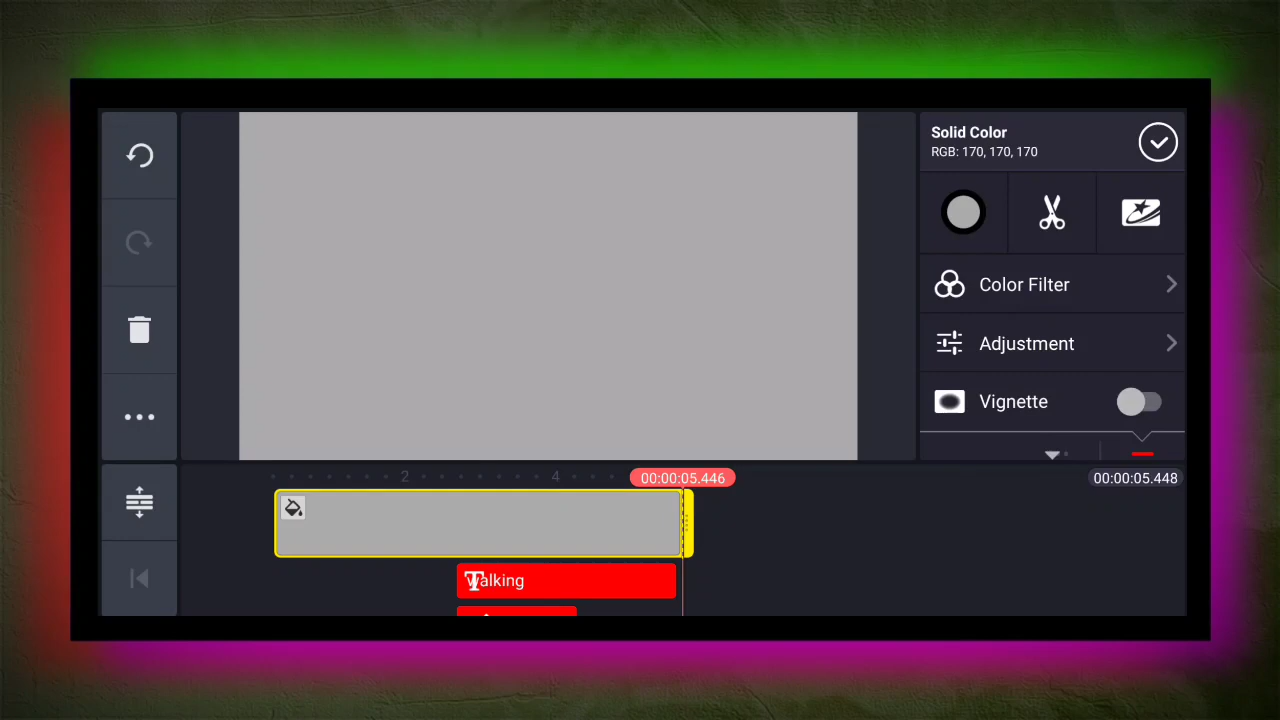 Solid Color
RGB: 170, 170, 170
Color Filter
Adjustment
Vignette
2
4
00:00:05.446
00:00:05.448
Walking